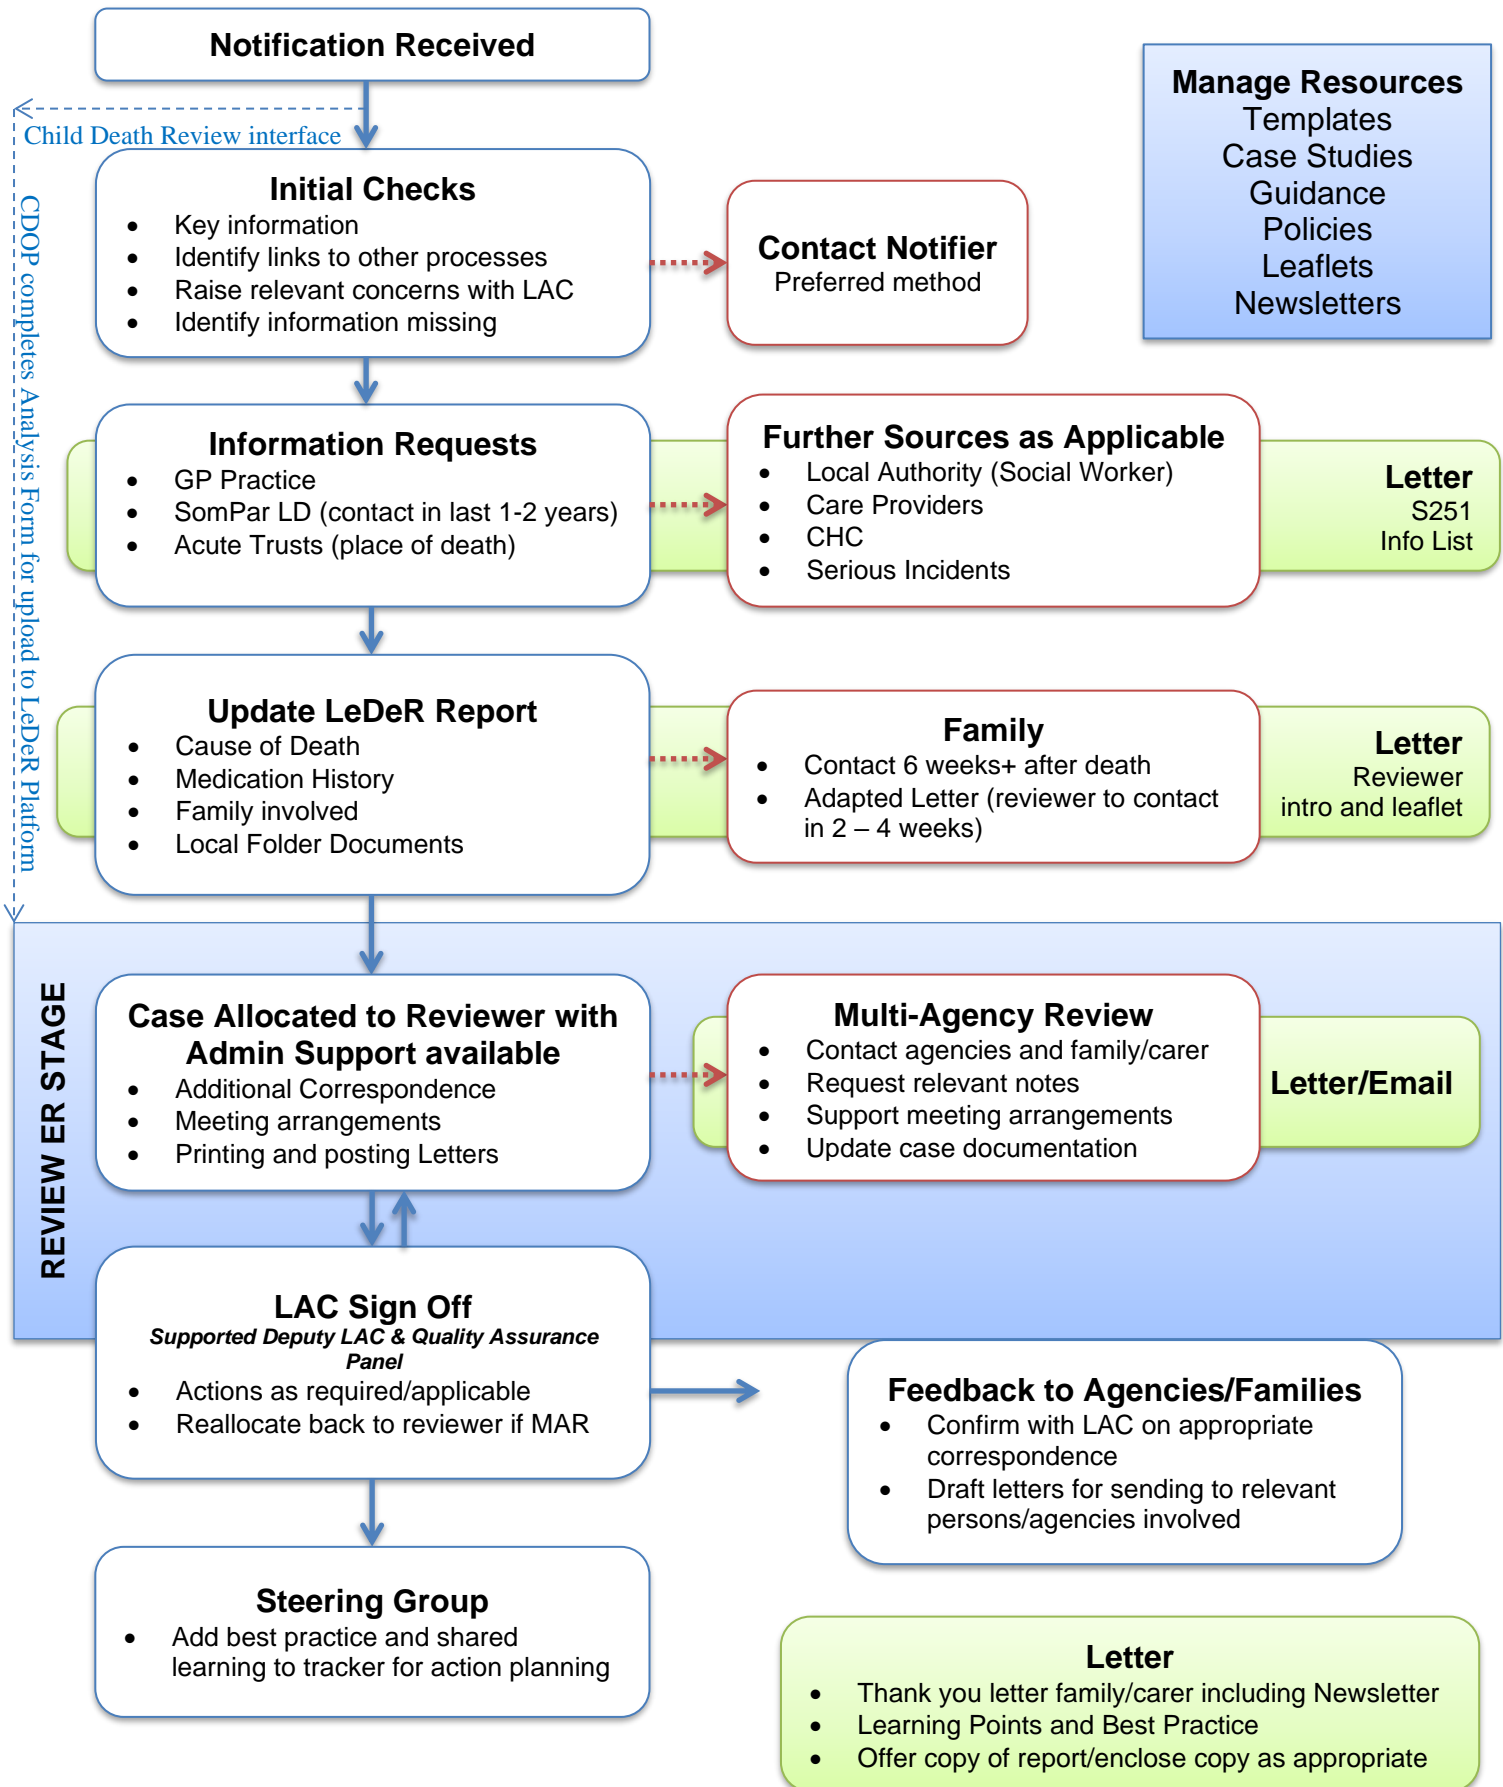 Notification Received
Manage Resources
Templates
Case Studies
Guidance
Policies
Leaflets
Newsletters
Child Death Review interface
CDOP completes Analysis Form for upload to LeDeR Platform
Initial Checks
• Key information
• Identify links to other processes
• Raise relevant concerns with LAC
• Identify information missing
Contact Notifier
Preferred method
Information Requests
• GP Practice
• SomPar LD (contact in last 1-2 years)
• Acute Trusts (place of death)
Further Sources as Applicable
• Local Authority (Social Worker)
• Care Providers
• CHC
• Serious Incidents
Letter
S251
Info List
Update LeDeR Report
• Cause of Death
• Medication History
• Family involved
• Local Folder Documents
Family
• Contact 6 weeks+ after death
• Adapted Letter (reviewer to contact
in 2 – 4 weeks)
Letter
Reviewer
intro and leaflet
REVIEW ER STAGE
Case Allocated to Reviewer with
Admin Support available
• Additional Correspondence
• Meeting arrangements
• Printing and posting Letters
Multi-Agency Review
• Contact agencies and family/carer
• Request relevant notes
• Support meeting arrangements
• Update case documentation
Letter/Email
LAC Sign Off
Supported Deputy LAC & Quality Assurance
Panel
• Actions as required/applicable
• Reallocate back to reviewer if MAR
Feedback to Agencies/Families
• Confirm with LAC on appropriate
correspondence
• Draft letters for sending to relevant
persons/agencies involved
Steering Group
• Add best practice and shared
learning to tracker for action planning
Letter
• Thank you letter family/carer including Newsletter
• Learning Points and Best Practice
• Offer copy of report/enclose copy as appropriate